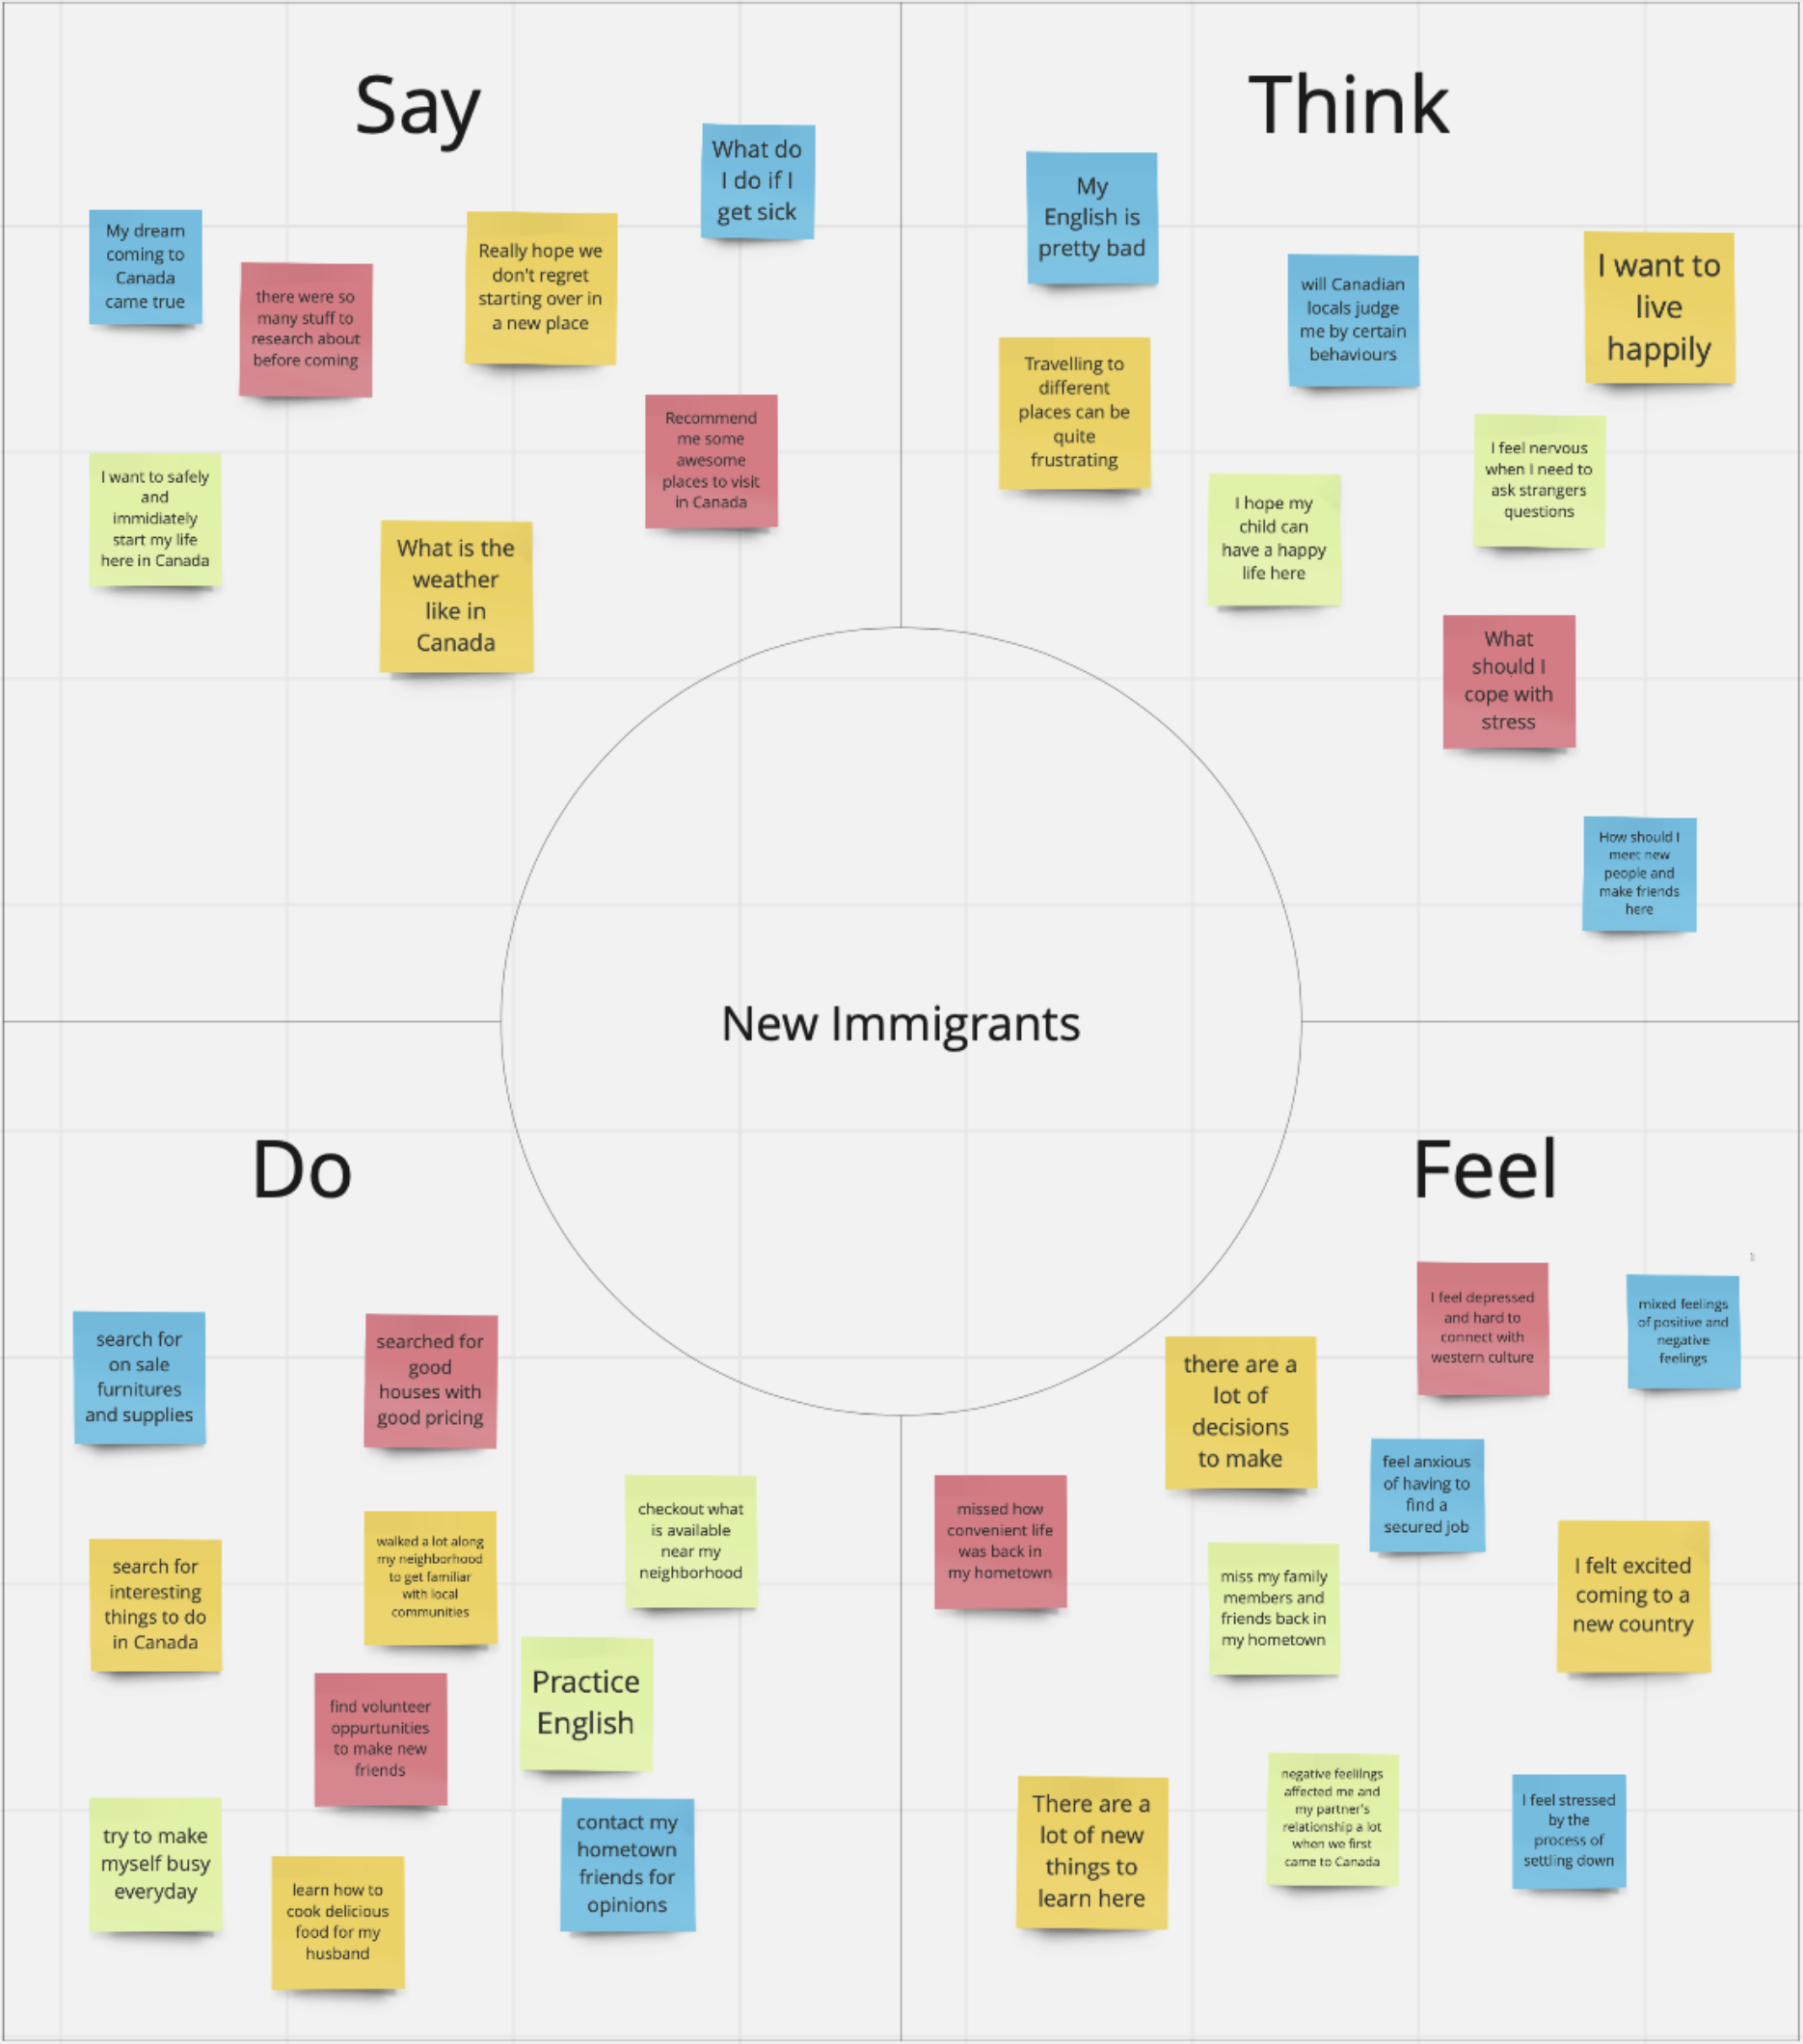 Say
What do
I do if I
get sick
My dream
coming to
Canada
came true
there were so
many stuff to
research about
before coming
Really hope we
don't regret
starting over in
a new place
Recommend
me some
awesome
places to visit
in Canada
I want to safely
and
immidiately
start my life
here in Canada
What is the
weather
like in
Canada
Think
My
English is
pretty bad
will Canadian
locals judge
me by certain
behaviours
I want to
live
happily
Travelling to
different
places can be
quite
frustrating
I feel nervous
when I need to
ask strangers
questions
I hope my
child can
have a happy
life here
What
should I
cope with
stress
How should I
meet new
people and
make friends
here
New Immigrants
Do
search for
on sale
furnitures
and supplies
searched for
good
houses with
good pricing
checkout what
is available
near my
neighborhood
search for
interesting
things to do
in Canada
walked a lot along
my neighborhood
to get familiar
with local
communities
Practice
English
find volunteer
oppurtunities
to make new
friends
try to make
myself busy
everyday
contact my
hometown
friends for
opinions
learn how to
cook delicious
food for my
husband
Feel
I feel depressed
and hard to
connect with
western culture
mixed feelings
of positive and
negative
feelings
there are a
lot of
decisions
to make
feel anxious
of having to
find a
secured job
missed how
convenient life
was back in
my hometown
miss my family
members and
friends back in
my hometown
I felt excited
coming to a
new country
There are a
lot of new
things to
learn here
negative feelilngs
affected me and
my partner's
relationship a lot
when we first
came to Canada
I feel stressed
by the
process of
settling down